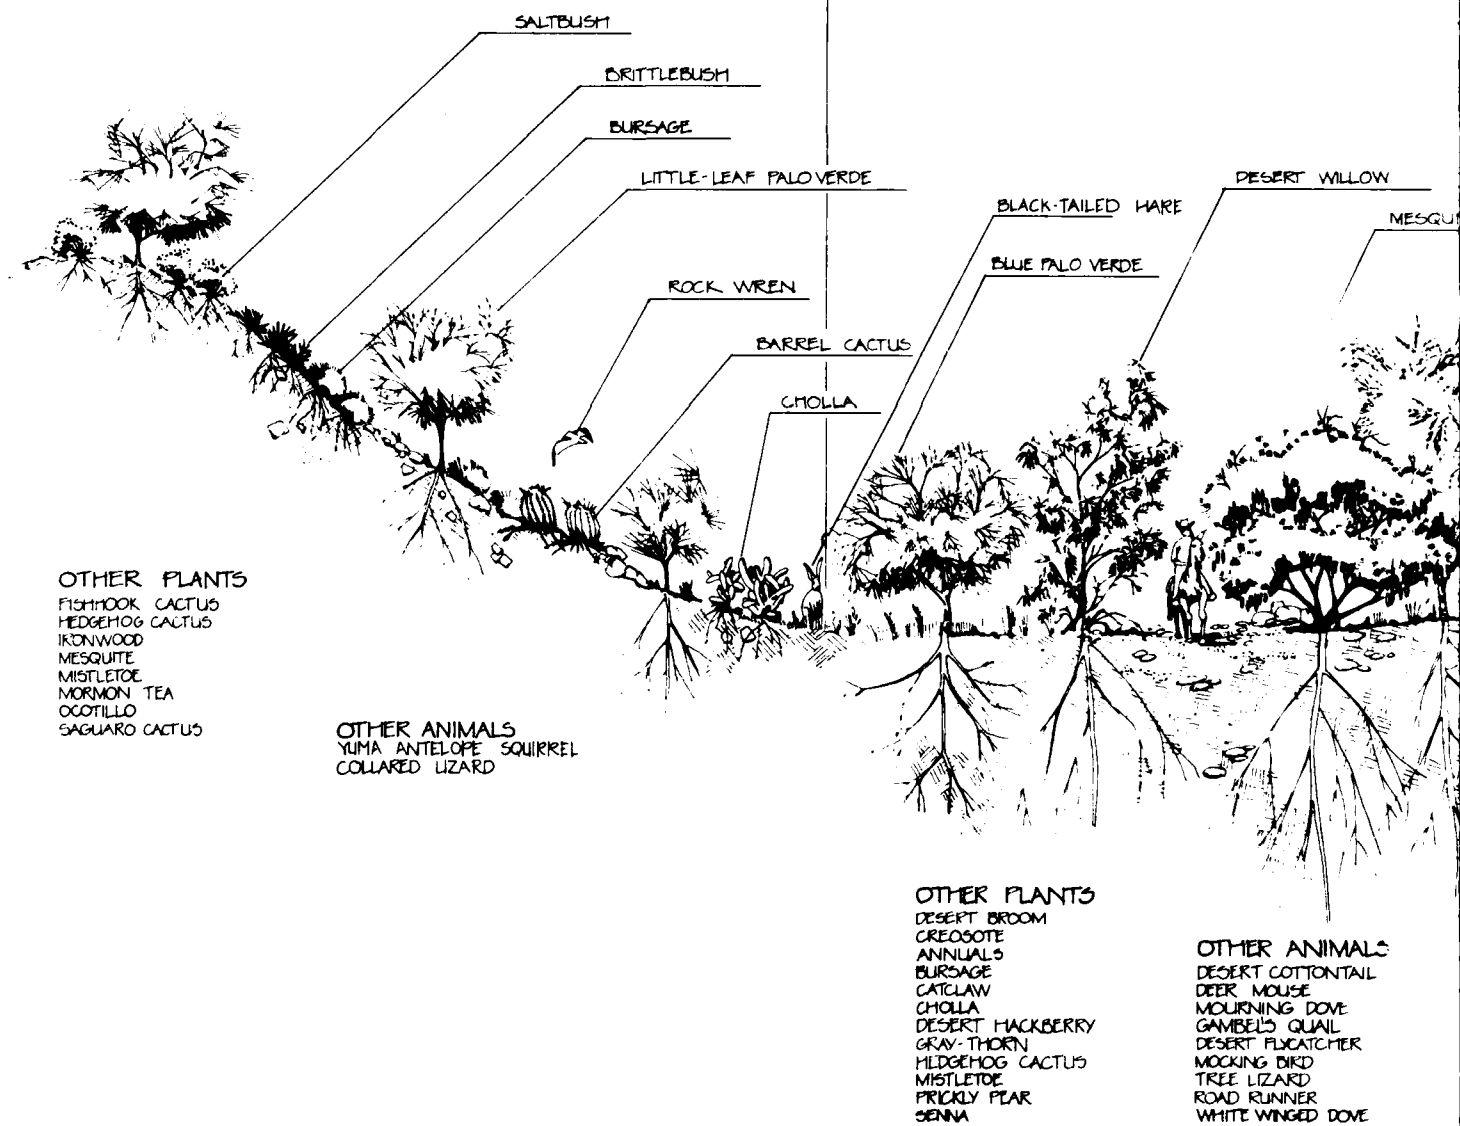 SALTBUSH
BRITTLEBUSH
BURSAGE
LITTLE-LEAF PALO VERDE
DESERT WILLOW
BLACK-TAILED HARE
BLUE PALO VERDE
ROCK WREN
BARREL CACTUS
CHOLLA
OTHER PLANTS
FISHHOOK CACTUS
HEDGEHOG CACTUS
IRONWOOD
MESQUITE
MISTLETOE
MORMON TEA
OCOTILLO
SAGUARO CACTUS
OTHER ANIMALS
YUMA ANTELOPE SQUIRREL
COLLARED LIZARD
OTHER PLANTS
DESERT BROOM
CREOSOTE
ANNUALS
BURSAGE
CATCLAW
CHOLLA
DESERT HACKBERRY
GRAY-THORN
HEDGEHOG CACTUS
MISTLETOE
PRICKLY PEAR
SENNA
OTHER ANIMALS
DESERT COTTONTAIL
DEER MOUSE
MOURNING DOVE
GAMBEL'S QUAIL
DESERT FLYCATCHER
MOCKING BIRD
TREE LIZARD
ROAD RUNNER
WHITE WINGED DOVE